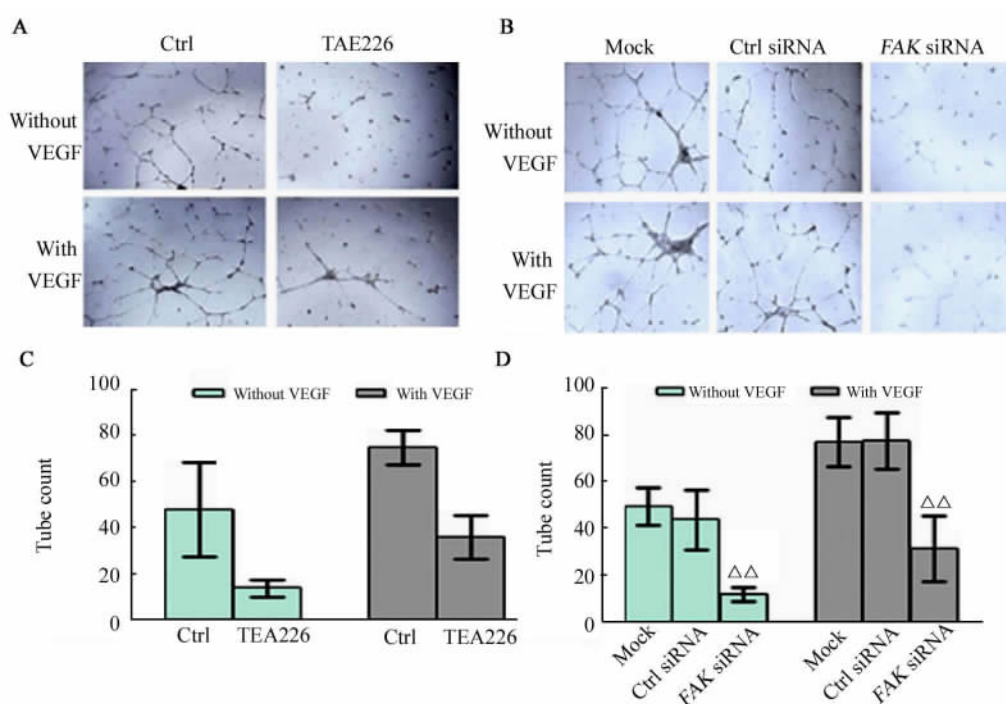 A
Ctrl
TAE226
Without
VEGF
With
VEGF
B
Mock
Ctrl siRNA
FAK siRNA
Without
VEGF
With
VEGF
C
100
80
60
40
20
0
Tube count
Without VEGF
With VEGF
Ctrl
TEA226
Ctrl
TEA226
D
100
80
60
40
20
0
Tube count
Without VEGF
With VEGF
△△
△△
Mock
Ctrl siRNA
FAK siRNA
Mock
Ctrl siRNA
FAK siRNA